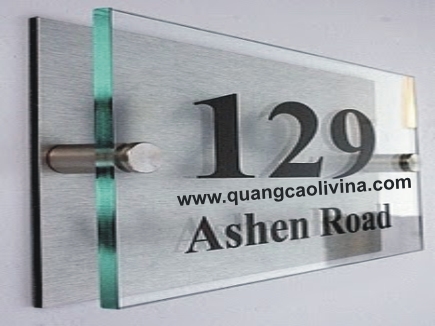 129
www.quangcaolivina.com
Ashen Road